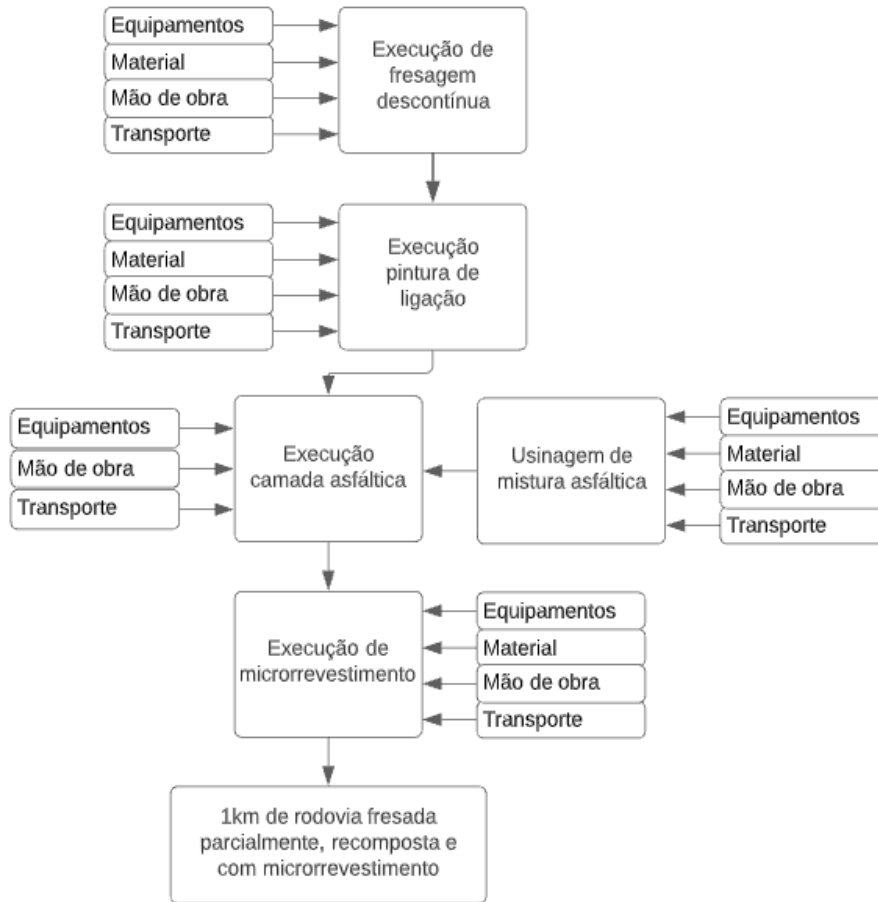 Equipamentos
Material
Mão de obra
Transporte
Execução de
fresagem
descontínua
Equipamentos
Material
Mão de obra
Transporte
Execução
pintura de
ligação
Equipamentos
Mão de obra
Transporte
Execução
camada asfáltica
Usinagem de
mistura asfáltica
Equipamentos
Material
Mão de obra
Transporte
Execução de
microrrevestimento
Equipamentos
Material
Mão de obra
Transporte
1km de rodovia fresada
parcialmente, recomposta e
com microrrevestimento